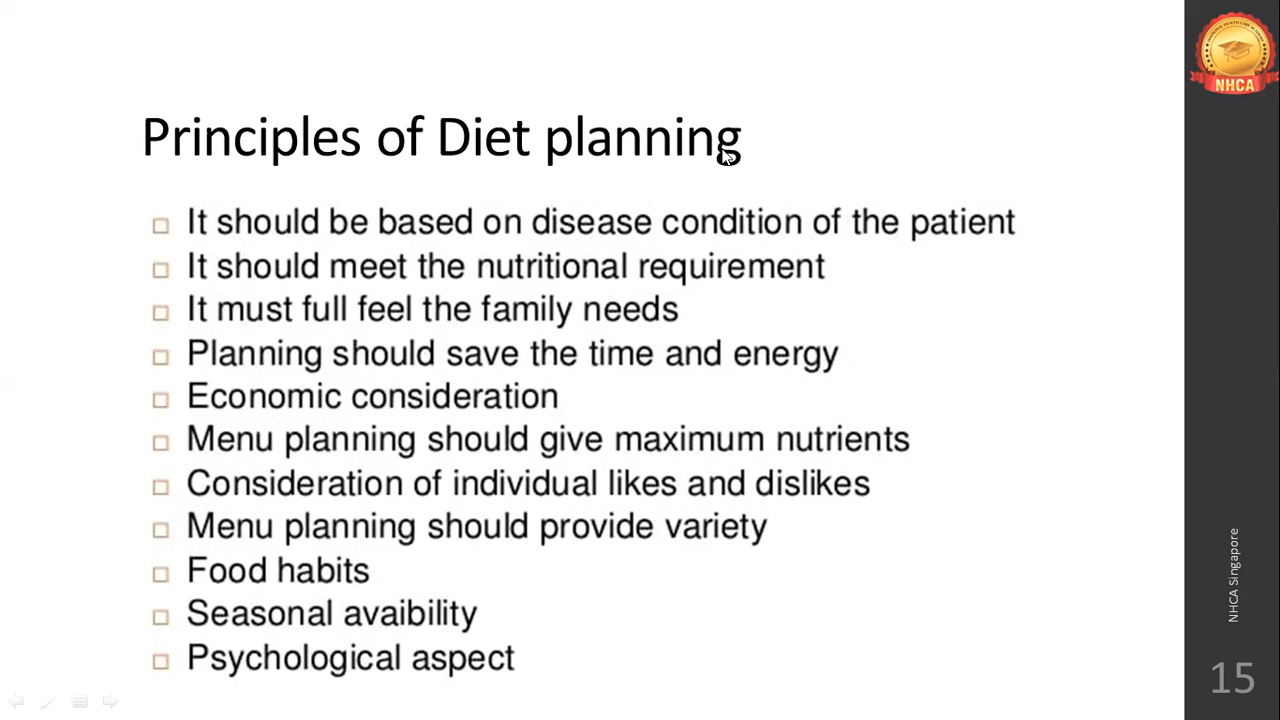 Principles of Diet planning
It should be based on disease condition of the patient
It should meet the nutritional requirement
It must full feel the family needs
Planning should save the time and energy
Economic consideration
Menu planning should give maximum nutrients
Consideration of individual likes and dislikes
Menu planning should provide variety
Food habits
Seasonal avaibility
Psychological aspect
NHCA
NHCA Singapore
15